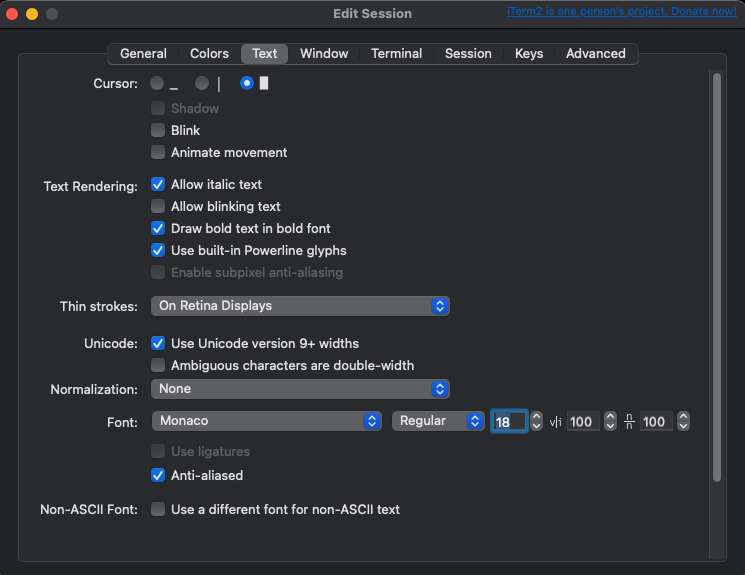 Edit Session
iTerm2 is one person's project. Donate now!
General Colors Text Window Terminal Session Keys Advanced
Cursor: _ |
Shadow
Blink
Animate movement
Text Rendering: Allow italic text
Allow blinking text
Draw bold text in bold font
Use built-in Powerline glyphs
Enable subpixel anti-aliasing
Thin strokes: On Retina Displays
Unicode: Use Unicode version 9+ widths
Ambiguous characters are double-width
Normalization: None
Font: Monaco Regular 18 v|i 100 n/n 100
Use ligatures
Anti-aliased
Non-ASCII Font: Use a different font for non-ASCII text